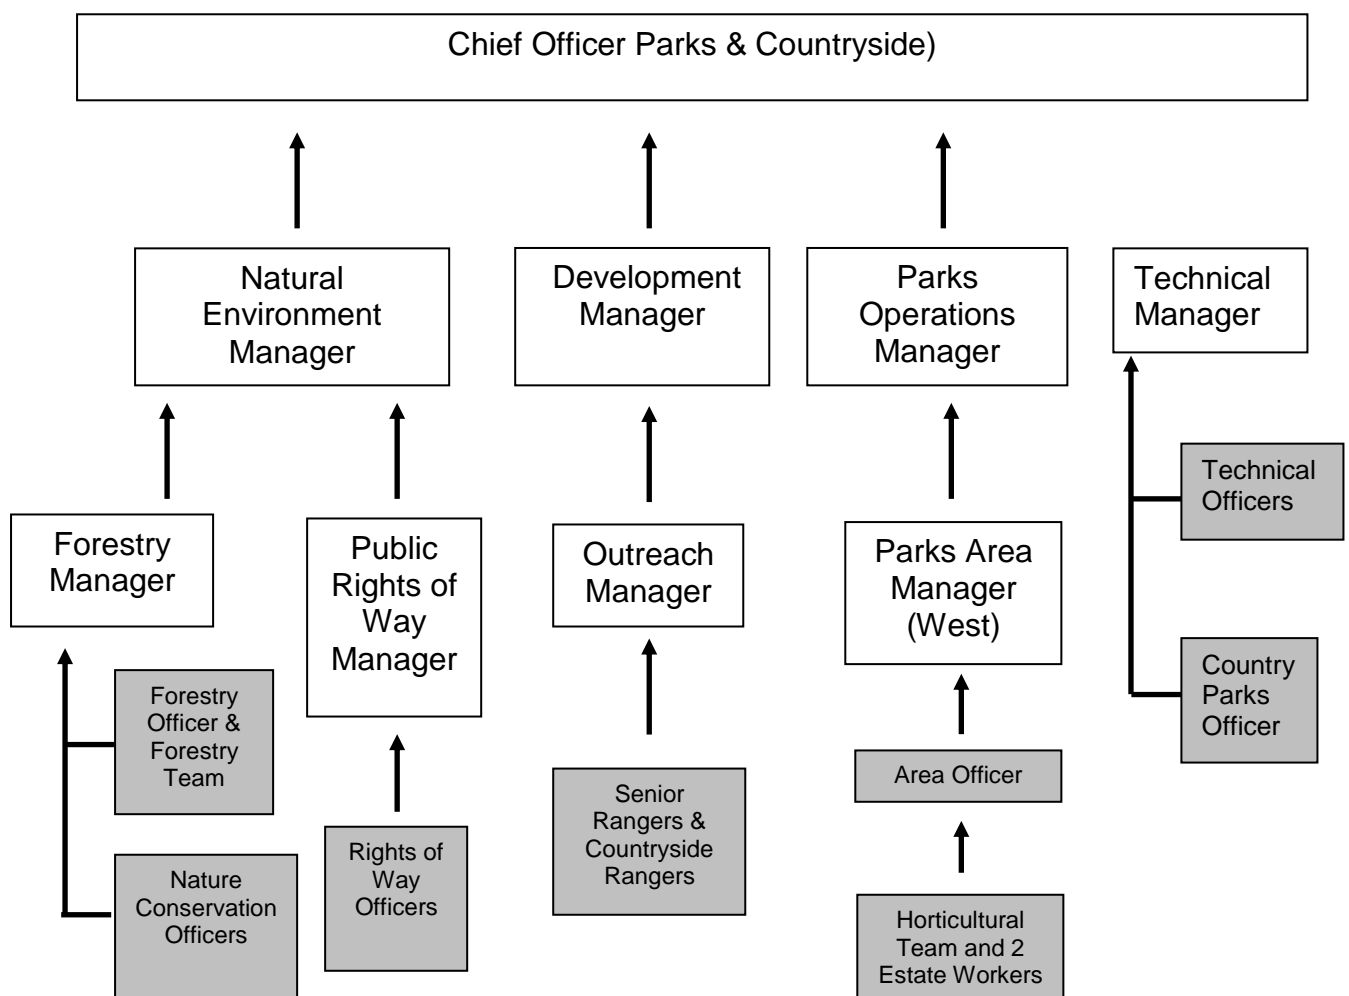 Chief Officer Parks & Countryside)
Natural
Environment
Manager
Development
Manager
Parks
Operations
Manager
Technical
Manager
Forestry
Manager
Public
Rights of
Way
Manager
Outreach
Manager
Parks Area
Manager
(West)
Technical
Officers
Forestry
Officer &
Forestry
Team
Country
Parks
Officer
Nature
Conservation
Officers
Rights of
Way
Officers
Senior
Rangers &
Countryside
Rangers
Area Officer
Horticultural
Team and 2
Estate Workers